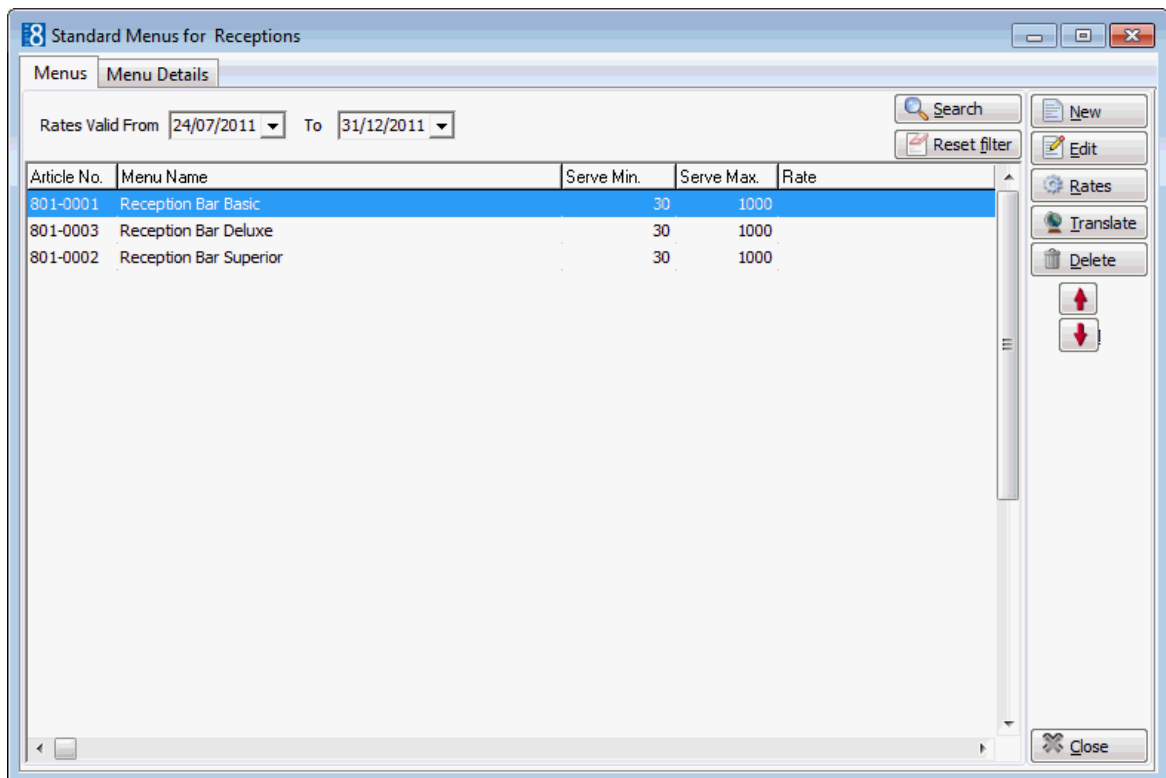 8 Standard Menus for Receptions
Menus Menu Details
Rates Valid From 24/07/2011 To 31/12/2011
Search
Reset filter
Article No. Menu Name Serve Min. Serve Max. Rate
801-0001 Reception Bar Basic 30 1000
801-0003 Reception Bar Deluxe 30 1000
801-0002 Reception Bar Superior 30 1000
New
Edit
Rates
Translate
Delete
!
Close